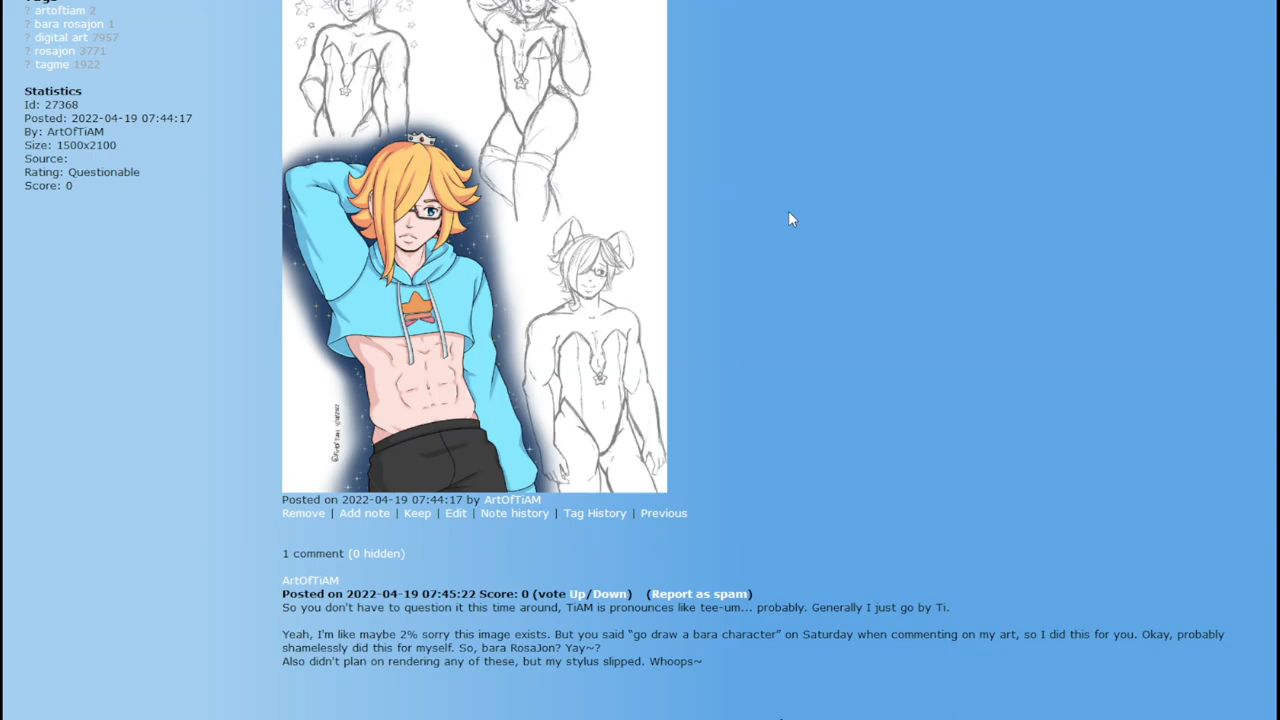 ? artoftiam 2
? bara rosajon 1
? digital art 7957
? rosajon 3771
? tagme 1922
Statistics
Id: 27368
Posted: 2022-04-19 07:44:17
By: ArtOfTiAM
Size: 1500x2100
Source:
Rating: Questionable
Score: 0
Posted on 2022-04-19 07:44:17 by ArtOfTiAM
Remove | Add note | Keep | Edit | Note history | Tag History | Previous
1 comment (0 hidden)
ArtOfTiAM
Posted on 2022-04-19 07:45:22 Score: 0 (vote Up/Down) (Report as spam)
So you don't have to question it this time around, TiAM is pronounces like tee-um... probably. Generally I just go by Ti.
Yeah, I'm like maybe 2% sorry this image exists. But you said “go draw a bara character” on Saturday when commenting on my art, so I did this for you. Okay, probably
shamelessly did this for myself. So, bara RosaJon? Yay~?
Also didn't plan on rendering any of these, but my stylus slipped. Whoops~